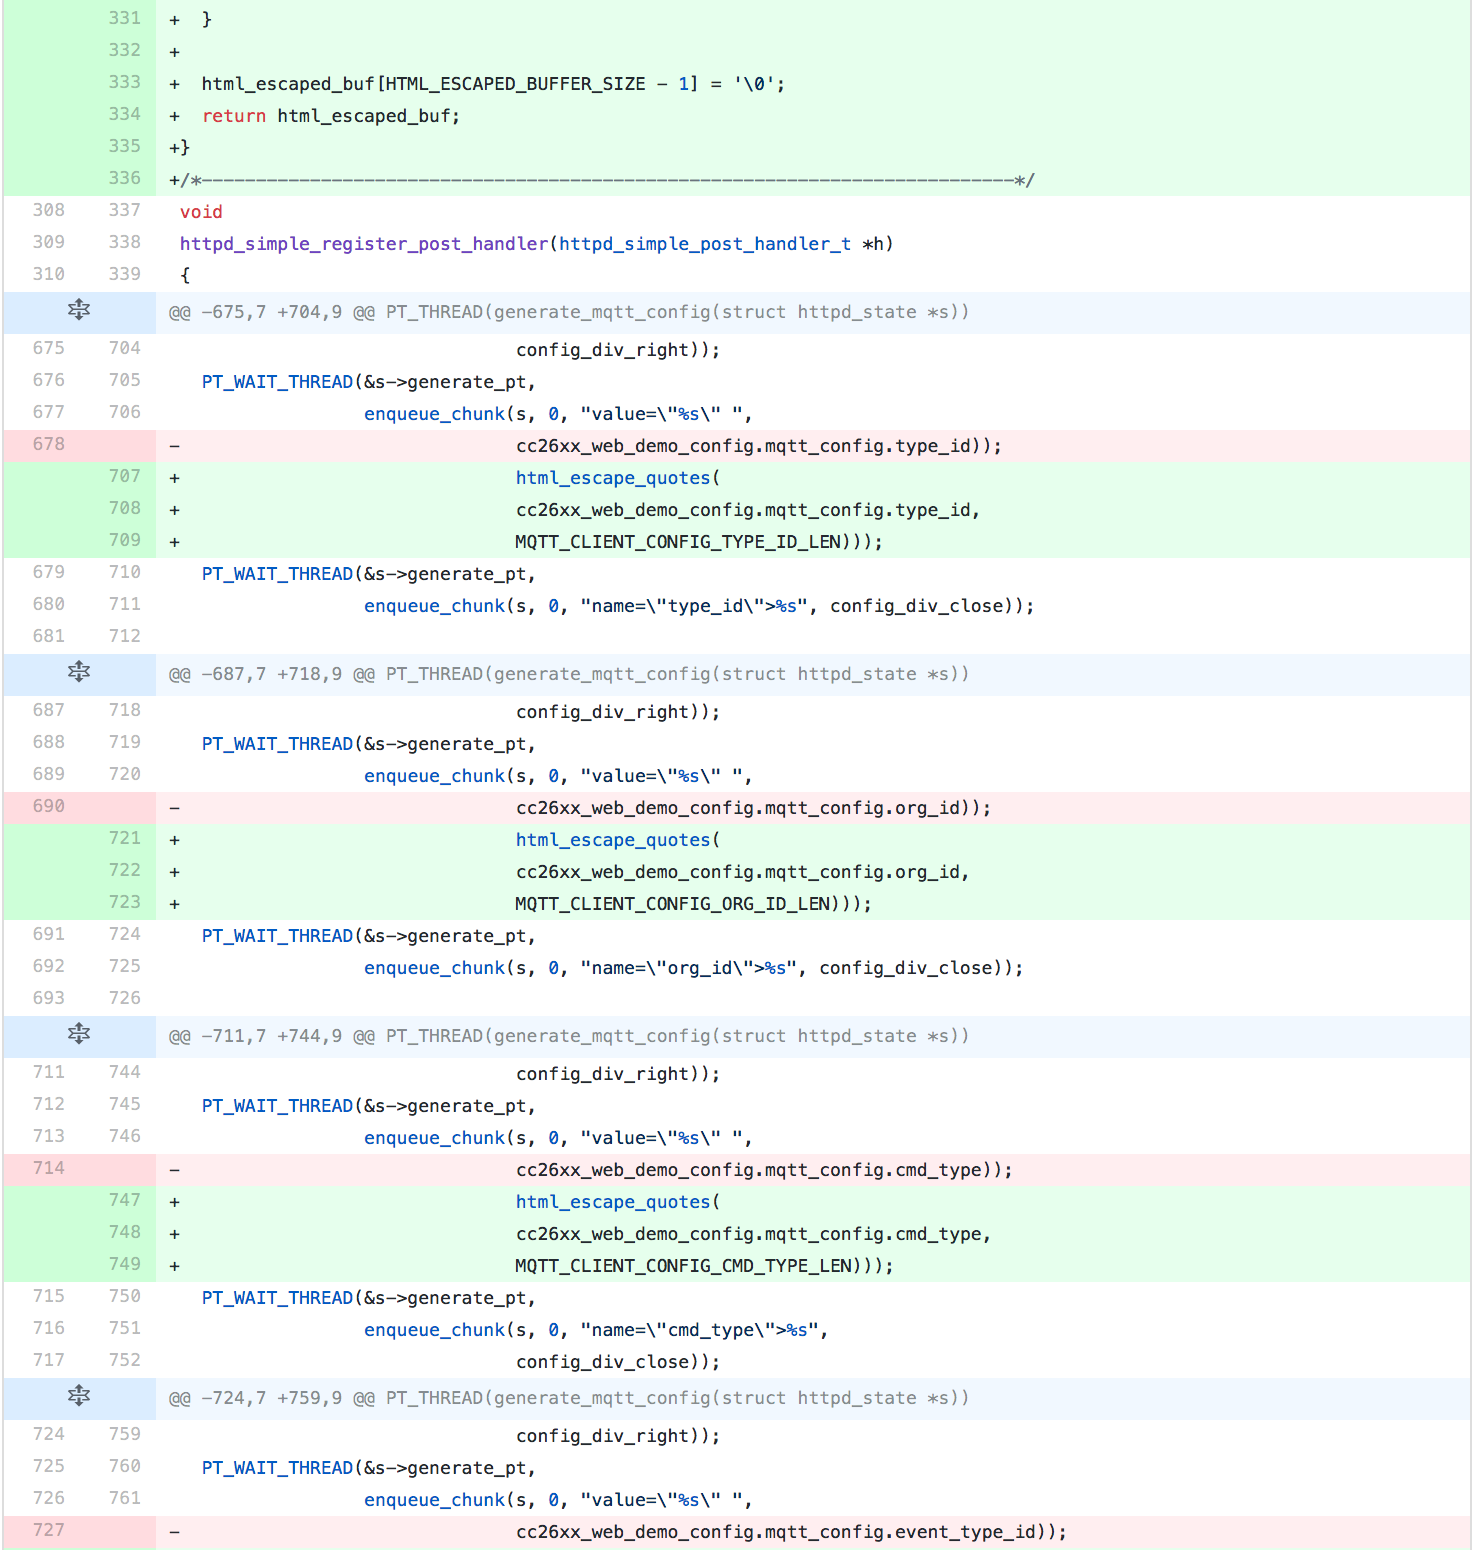 331 +  }
332 +
333 +  html_escaped_buf[HTML_ESCAPED_BUFFER_SIZE - 1] = '\0';
334 +  return html_escaped_buf;
335 +}
336 +/*---------------------------------------------------------------------------*/
308 337 void
309 338 httpd_simple_register_post_handler(httpd_simple_post_handler_t *h)
310 339 {
@@ -675,7 +704,9 @@ PT_THREAD(generate_mqtt_config(struct httpd_state *s))
675 704 config_div_right));
676 705 PT_WAIT_THREAD(&s->generate_pt,
677 706 enqueue_chunk(s, 0, "value=\"%s\" ",
678 - cc26xx_web_demo_config.mqtt_config.type_id));
707 + html_escape_quotes(
708 + cc26xx_web_demo_config.mqtt_config.type_id,
709 + MQTT_CLIENT_CONFIG_TYPE_ID_LEN)));
679 710 PT_WAIT_THREAD(&s->generate_pt,
680 711 enqueue_chunk(s, 0, "name=\"type_id\">%s", config_div_close));
681 712
@@ -687,7 +718,9 @@ PT_THREAD(generate_mqtt_config(struct httpd_state *s))
687 718 config_div_right));
688 719 PT_WAIT_THREAD(&s->generate_pt,
689 720 enqueue_chunk(s, 0, "value=\"%s\" ",
690 - cc26xx_web_demo_config.mqtt_config.org_id));
721 + html_escape_quotes(
722 + cc26xx_web_demo_config.mqtt_config.org_id,
723 + MQTT_CLIENT_CONFIG_ORG_ID_LEN)));
691 724 PT_WAIT_THREAD(&s->generate_pt,
692 725 enqueue_chunk(s, 0, "name=\"org_id\">%s", config_div_close));
693 726
@@ -711,7 +744,9 @@ PT_THREAD(generate_mqtt_config(struct httpd_state *s))
711 744 config_div_right));
712 745 PT_WAIT_THREAD(&s->generate_pt,
713 746 enqueue_chunk(s, 0, "value=\"%s\" ",
714 - cc26xx_web_demo_config.mqtt_config.cmd_type));
747 + html_escape_quotes(
748 + cc26xx_web_demo_config.mqtt_config.cmd_type,
749 + MQTT_CLIENT_CONFIG_CMD_TYPE_LEN)));
715 750 PT_WAIT_THREAD(&s->generate_pt,
716 751 enqueue_chunk(s, 0, "name=\"cmd_type\">%s",
717 752 config_div_close));
@@ -724,7 +759,9 @@ PT_THREAD(generate_mqtt_config(struct httpd_state *s))
724 759 config_div_right));
725 760 PT_WAIT_THREAD(&s->generate_pt,
726 761 enqueue_chunk(s, 0, "value=\"%s\" ",
727 - cc26xx_web_demo_config.mqtt_config.event_type_id));